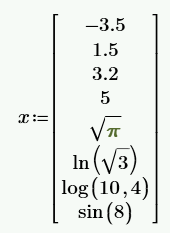 -3.5
1.5
3.2
5
x := √π
ln(√3)
log(10, 4)
sin(8)